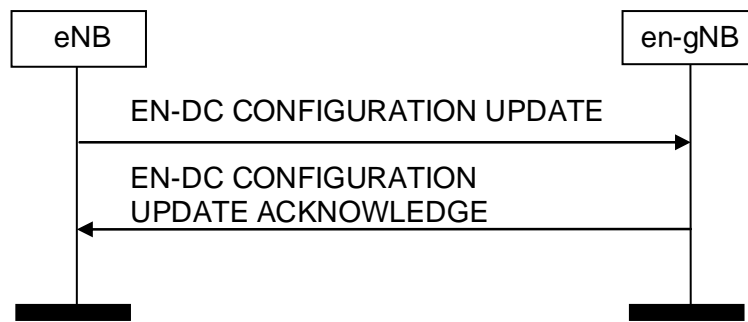 eNB
en-gNB
EN-DC CONFIGURATION UPDATE
EN-DC CONFIGURATION
UPDATE ACKNOWLEDGE